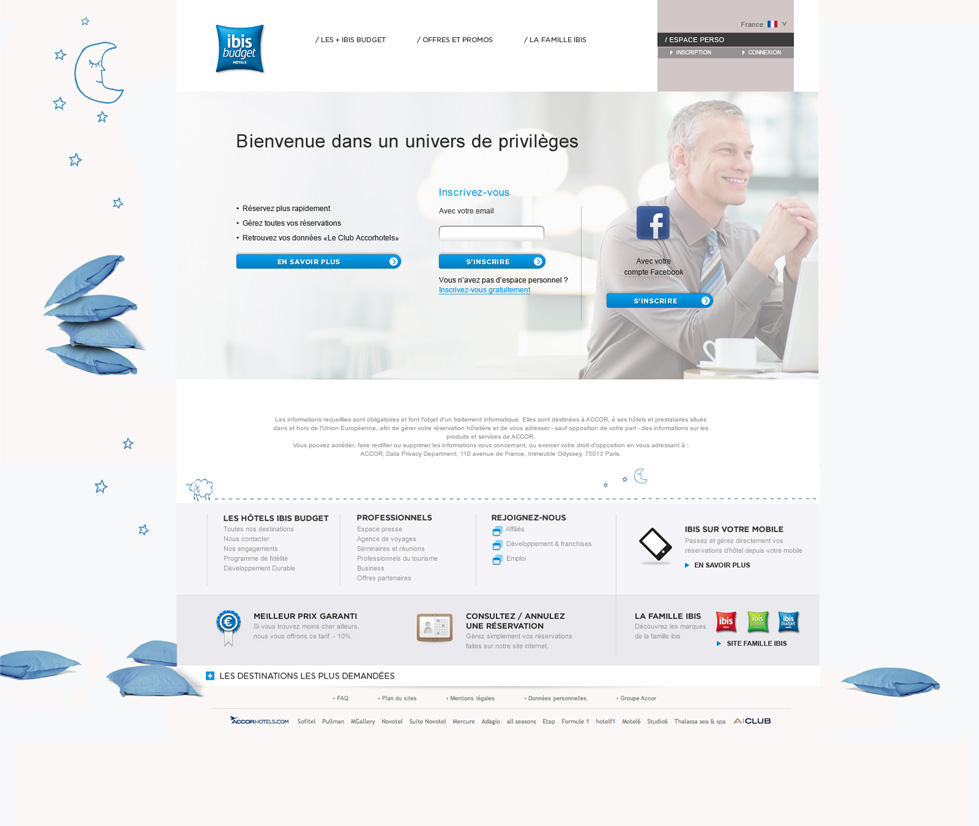 ibis
budget
HOTELS
/ LES + IBIS BUDGET
/ OFFRES ET PROMOS
/ LA FAMILLE IBIS
France
/ ESPACE PERSO
INSCRIPTION
CONNEXION
Bienvenue dans un univers de privilèges
• Réservez plus rapidement
• Gérez toutes vos réservations
• Retrouvez vos données «Le Club Accorhotels»
EN SAVOIR PLUS
Inscrivez-vous
Avec votre email
S'INSCRIRE
Vous n'avez pas d'espace personnel ?
Inscrivez-vous gratuitement
f
Avec votre
compte Facebook
S'INSCRIRE
Les informations recueillies sont obligatoires et font l'objet d'un traitement informatique. Elles sont destinées à ACCOR, à ses hôtels et prestataires situés
dans et hors de l'Union Européenne, afin de gérer votre réservation hôtelière et de vous adresser - sauf opposition de votre part - des informations sur les
produits et services de ACCOR.
Vous pouvez accéder, faire rectifier ou supprimer les informations vous concernant, ou exercer votre droit d'opposition en vous adressant à :
ACCOR, Data Privacy Department, 110 avenue de France, Immeuble Odyssey, 75013 Paris.
LES HÔTELS IBIS BUDGET
Toutes nos destinations
Nous contacter
Nos engagements
Programme de fidélité
Développement Durable
PROFESSIONNELS
Espace presse
Agence de voyages
Séminaires et réunions
Professionnels du tourisme
Business
Offres partenaires
REJOIGNEZ-NOUS
Affiliés
Développement & franchises
Emploi
IBIS SUR VOTRE MOBILE
Passez et gérez directement vos
réservations d'hôtel depuis votre mobile
EN SAVOIR PLUS
€
MEILLEUR PRIX GARANTI
Si vous trouvez moins cher ailleurs,
nous vous offrons ce tarif - 10%.
CONSULTEZ / ANNULEZ
UNE RÉSERVATION
Gérez simplement vos réservations
faites sur notre site internet.
LA FAMILLE IBIS
Découvrez les marques
de la famille ibis
ibis
ibis
ibis
SITE FAMILLE IBIS
LES DESTINATIONS LES PLUS DEMANDÉES
• FAQ
• Plan du sites
• Mentions légales
• Données personnelles
• Groupe Accor
ACCORHOTELS.COM Sofitel Pullman MGallery Novotel Suite Novotel Mercure Adagio all seasons Etap Formule 1 hotelf1 Motel6 Studio6 Thalassa sea & spa A|CLUB